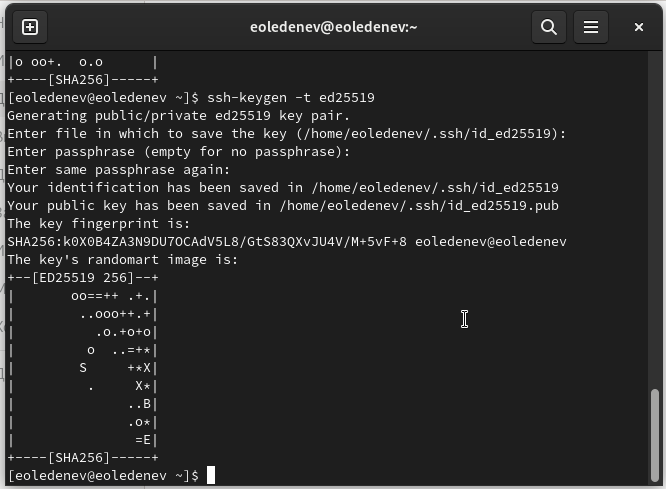 eoledenev@eoledenev:~
|o oo+.  o.o      |
+----[SHA256]-----+
[eoledenev@eoledenev ~]$ ssh-keygen -t ed25519
Generating public/private ed25519 key pair.
Enter file in which to save the key (/home/eoledenev/.ssh/id_ed25519):
Enter passphrase (empty for no passphrase):
Enter same passphrase again:
Your identification has been saved in /home/eoledenev/.ssh/id_ed25519
Your public key has been saved in /home/eoledenev/.ssh/id_ed25519.pub
The key fingerprint is:
SHA256:k0X0B4ZA3N9DU7OCAdV5L8/GtS83QXvJU4V/M+5vF+8 eoledenev@eoledenev
The key's randomart image is:
+--[ED25519 256]--+
|       oo==++ .+.|
|        ..ooo++.+|
|          .o.+o+o|
|         o  ..=+*|
|        S     +*X|
|         .     X*|
|              ..B|
|              .o*|
|               =E|
+----[SHA256]-----+
[eoledenev@eoledenev ~]$